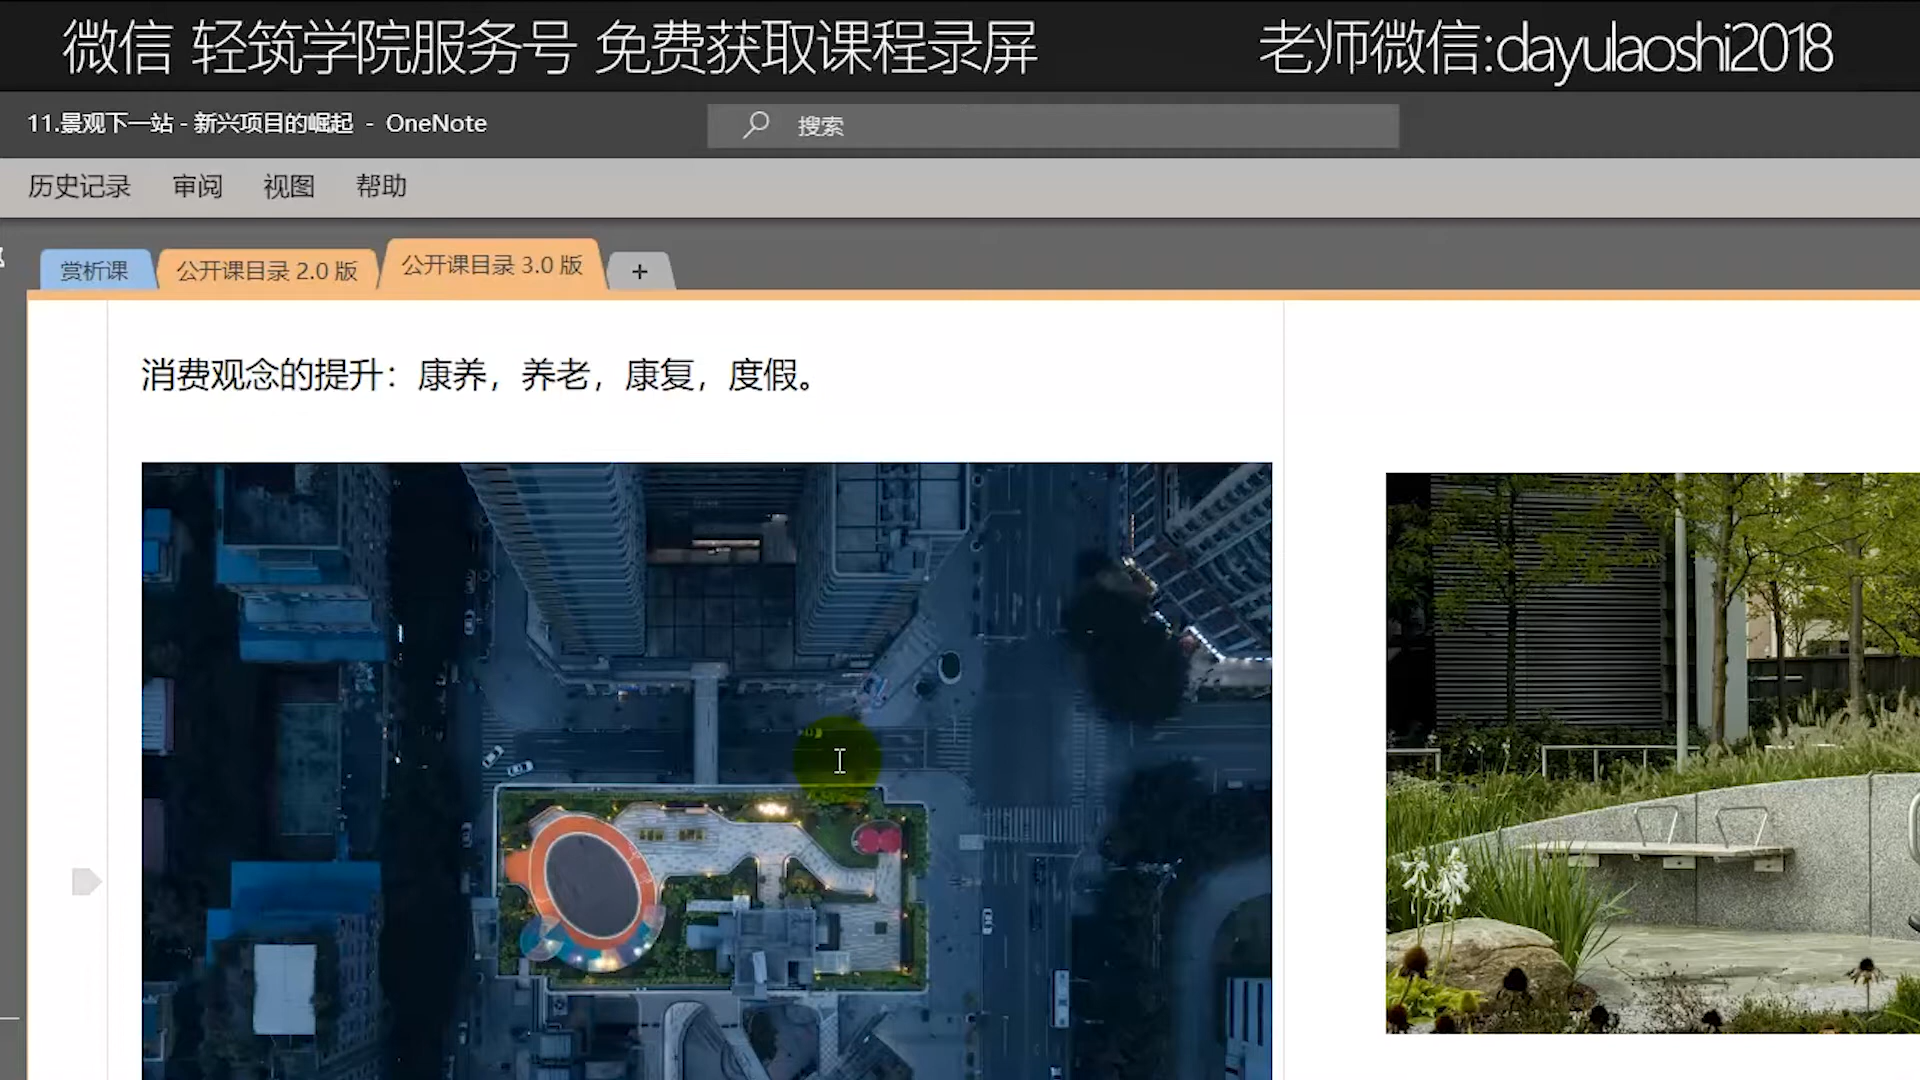 微信 轻筑学院服务号 免费获取课程录屏
老师微信:dayulaoshi2018
11.景观下一站 - 新兴项目的崛起 - OneNote
搜索
历史记录 审阅 视图 帮助
赏析课 公开课目录 2.0 版 公开课目录 3.0 版 +
消费观念的提升：康养，养老，康复，度假。